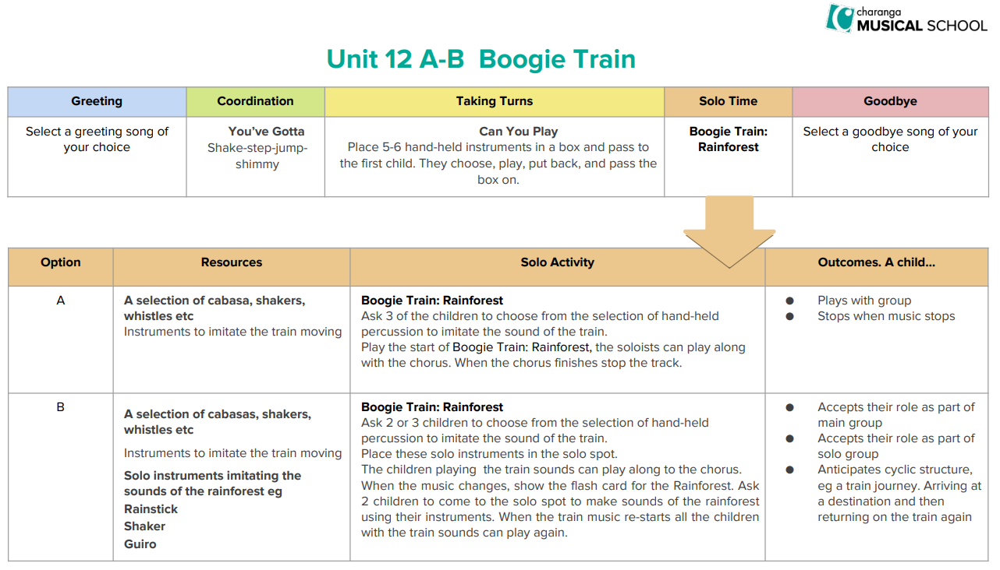 charanga
MUSICAL SCHOOL
Unit 12 A-B Boogie Train
Greeting
Coordination
Taking Turns
Solo Time
Goodbye
Select a greeting song of
your choice
You've Gotta
Shake-step-jump-
shimmy
Can You Play
Place 5-6 hand-held instruments in a box and pass to
the first child. They choose, play, put back, and pass the
box on.
Boogie Train:
Rainforest
Select a goodbye song of your
choice
Option
Resources
Solo Activity
Outcomes. A child...
A
A selection of cabasa, shakers,
whistles etc
Instruments to imitate the train moving
Boogie Train: Rainforest
Ask 3 of the children to choose from the selection of hand-held
percussion to imitate the sound of the train.
Play the start of Boogie Train: Rainforest, the soloists can play along
with the chorus. When the chorus finishes stop the track.
● Plays with group
● Stops when music stops
B
A selection of cabasas, shakers,
whistles etc
Instruments to imitate the train moving
Solo instruments imitating the
sounds of the rainforest eg
Rainstick
Shaker
Guiro
Boogie Train: Rainforest
Ask 2 or 3 children to choose from the selection of hand-held
percussion to imitate the sound of the train.
Place these solo instruments in the solo spot.
The children playing the train sounds can play along to the chorus.
When the music changes, show the flash card for the Rainforest. Ask
2 children to come to the solo spot to make sounds of the rainforest
using their instruments. When the train music re-starts all the children
with the train sounds can play again.
● Accepts their role as part of
main group
● Accepts their role as part of
solo group
● Anticipates cyclic structure,
eg a train journey. Arriving at
a destination and then
returning on the train again